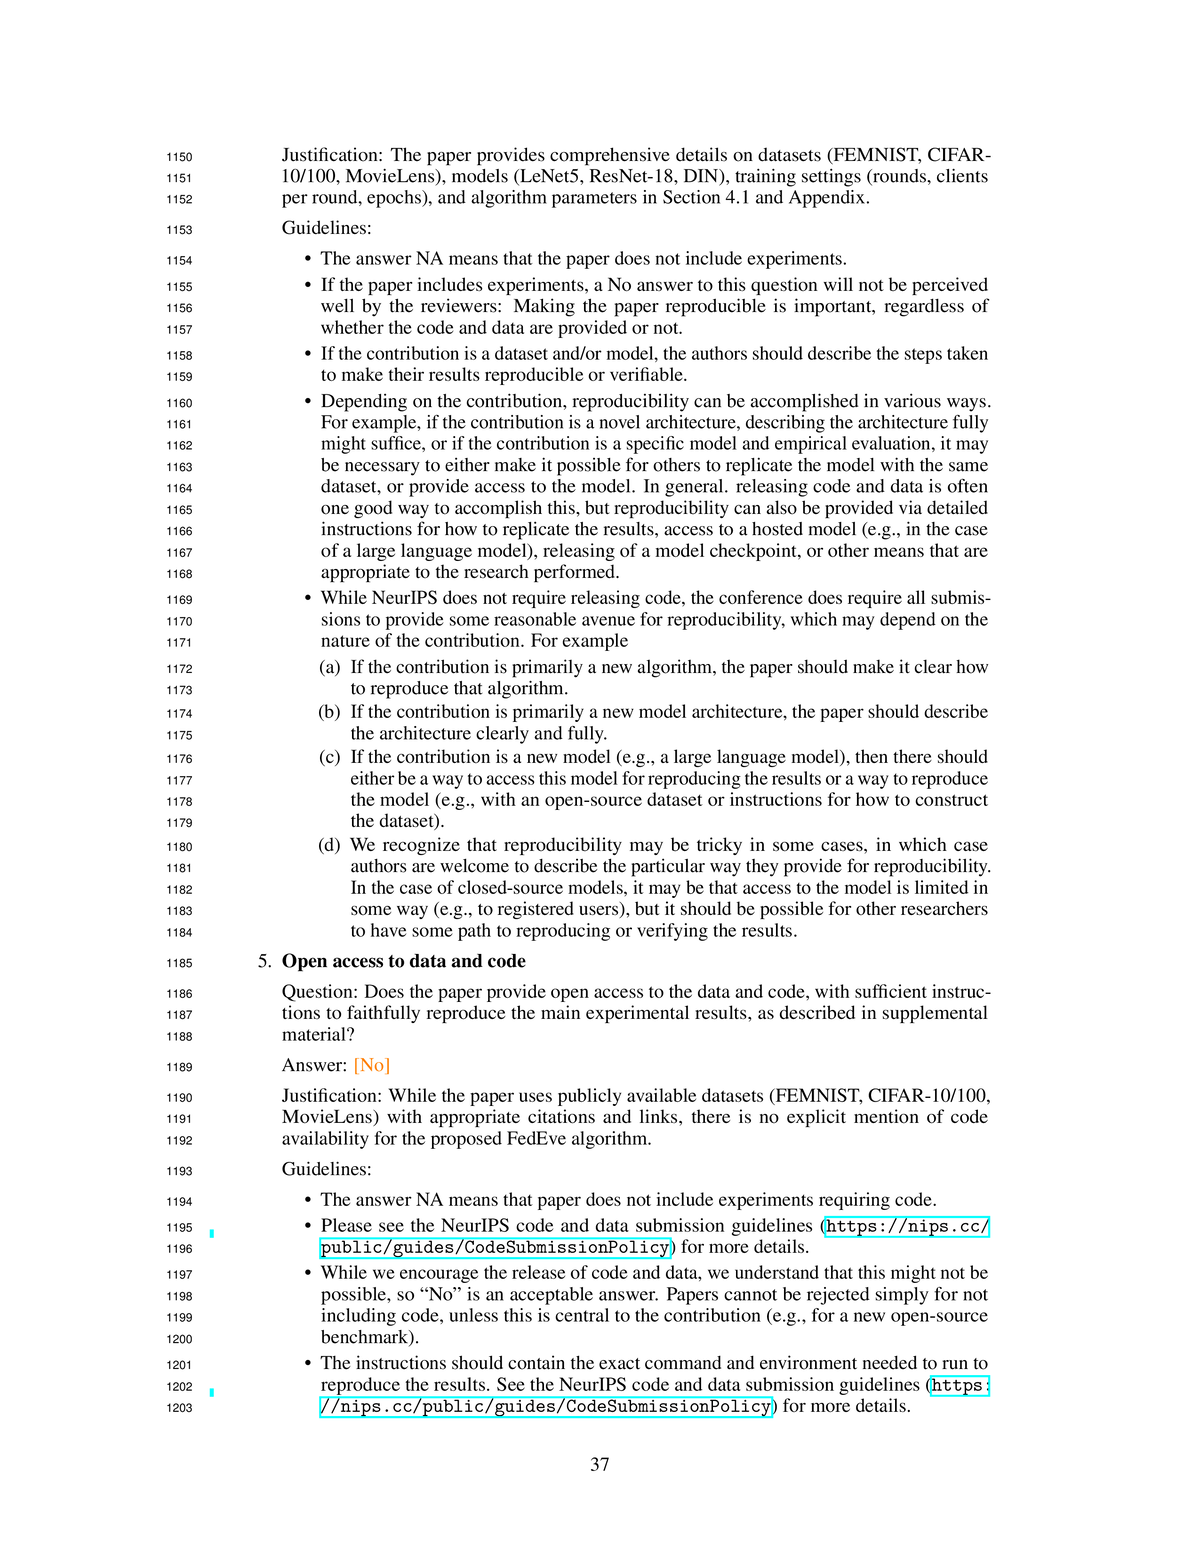 1150 Justification: The paper provides comprehensive details on datasets (FEMNIST, CIFAR-
1151 10/100, MovieLens), models (LeNet5, ResNet-18, DIN), training settings (rounds, clients
1152 per round, epochs), and algorithm parameters in Section 4.1 and Appendix.
1153 Guidelines:
1154 • The answer NA means that the paper does not include experiments.
1155 • If the paper includes experiments, a No answer to this question will not be perceived
1156 well by the reviewers: Making the paper reproducible is important, regardless of
1157 whether the code and data are provided or not.
1158 • If the contribution is a dataset and/or model, the authors should describe the steps taken
1159 to make their results reproducible or verifiable.
1160 • Depending on the contribution, reproducibility can be accomplished in various ways.
1161 For example, if the contribution is a novel architecture, describing the architecture fully
1162 might suffice, or if the contribution is a specific model and empirical evaluation, it may
1163 be necessary to either make it possible for others to replicate the model with the same
1164 dataset, or provide access to the model. In general. releasing code and data is often
1165 one good way to accomplish this, but reproducibility can also be provided via detailed
1166 instructions for how to replicate the results, access to a hosted model (e.g., in the case
1167 of a large language model), releasing of a model checkpoint, or other means that are
1168 appropriate to the research performed.
1169 • While NeurIPS does not require releasing code, the conference does require all submis-
1170 sions to provide some reasonable avenue for reproducibility, which may depend on the
1171 nature of the contribution. For example
1172 (a) If the contribution is primarily a new algorithm, the paper should make it clear how
1173 to reproduce that algorithm.
1174 (b) If the contribution is primarily a new model architecture, the paper should describe
1175 the architecture clearly and fully.
1176 (c) If the contribution is a new model (e.g., a large language model), then there should
1177 either be a way to access this model for reproducing the results or a way to reproduce
1178 the model (e.g., with an open-source dataset or instructions for how to construct
1179 the dataset).
1180 (d) We recognize that reproducibility may be tricky in some cases, in which case
1181 authors are welcome to describe the particular way they provide for reproducibility.
1182 In the case of closed-source models, it may be that access to the model is limited in
1183 some way (e.g., to registered users), but it should be possible for other researchers
1184 to have some path to reproducing or verifying the results.
1185 5. Open access to data and code
1186 Question: Does the paper provide open access to the data and code, with sufficient instruc-
1187 tions to faithfully reproduce the main experimental results, as described in supplemental
1188 material?
1189 Answer: [No]
1190 Justification: While the paper uses publicly available datasets (FEMNIST, CIFAR-10/100,
1191 MovieLens) with appropriate citations and links, there is no explicit mention of code
1192 availability for the proposed FedEve algorithm.
1193 Guidelines:
1194 • The answer NA means that paper does not include experiments requiring code.
1195 • Please see the NeurIPS code and data submission guidelines (https://nips.cc/
1196 public/guides/CodeSubmissionPolicy) for more details.
1197 • While we encourage the release of code and data, we understand that this might not be
1198 possible, so “No” is an acceptable answer. Papers cannot be rejected simply for not
1199 including code, unless this is central to the contribution (e.g., for a new open-source
1200 benchmark).
1201 • The instructions should contain the exact command and environment needed to run to
1202 reproduce the results. See the NeurIPS code and data submission guidelines (https:
1203 //nips.cc/public/guides/CodeSubmissionPolicy) for more details.
37